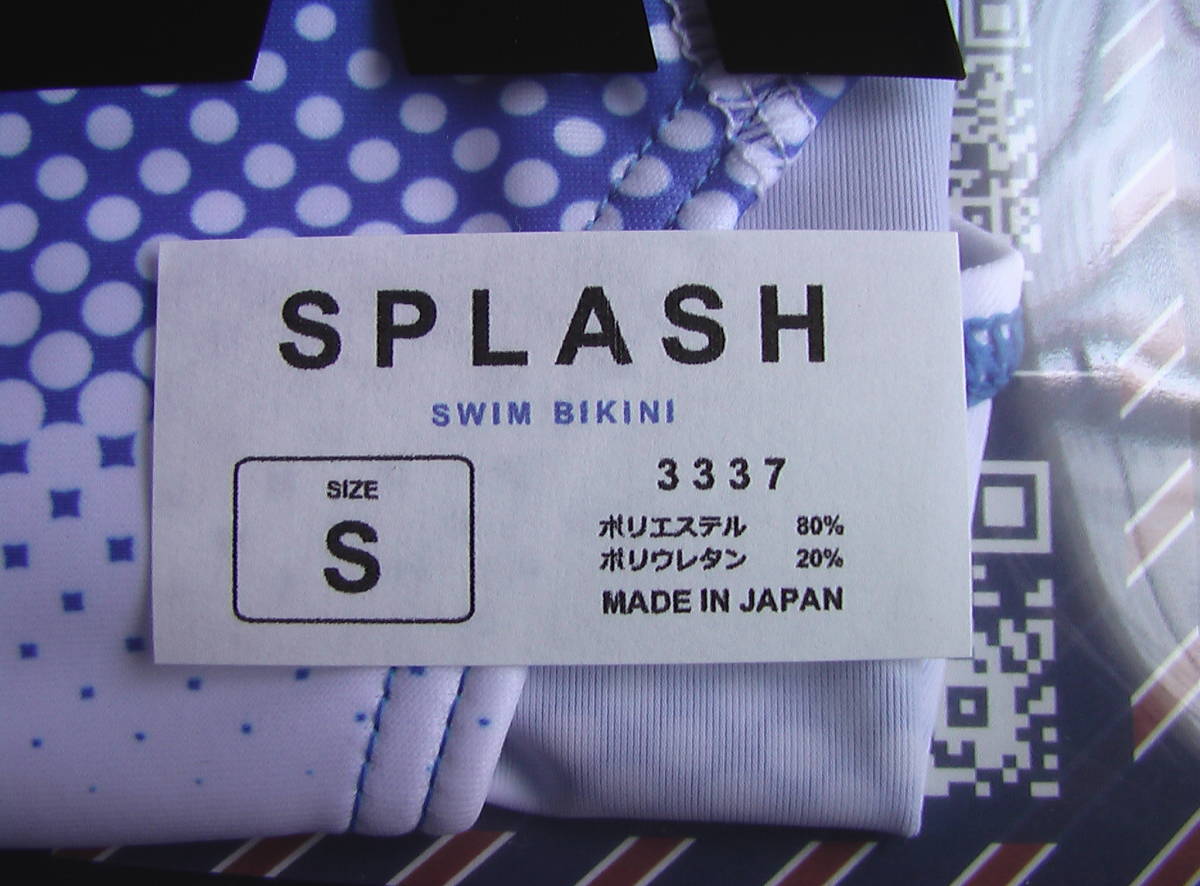 SPLASH
SWIM BIKINI
SIZE
S
3337
ポリエステル 80%
ポリウレタン 20%
MADE IN JAPAN